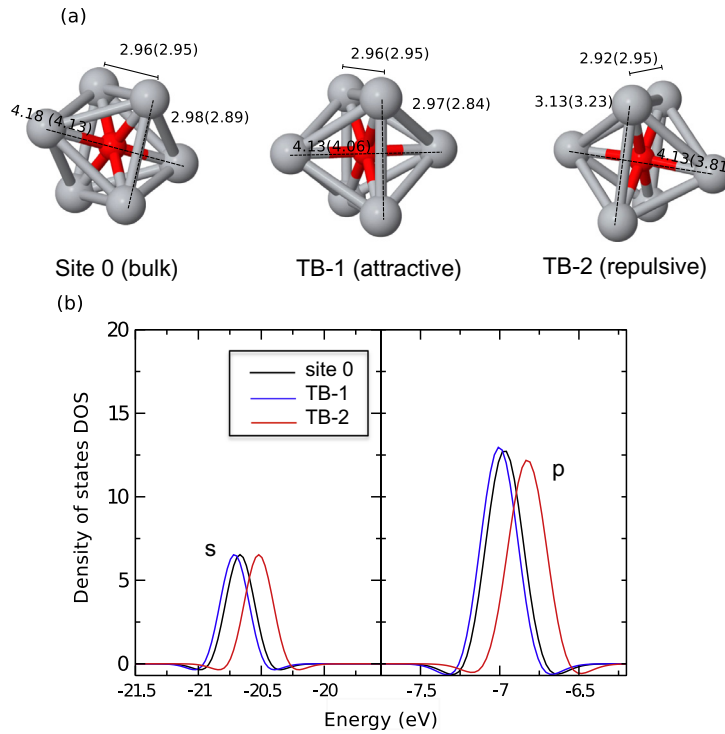 (a)
2.96(2.95)
2.96(2.95)
2.92(2.95)
4.18 (4.13)
2.98(2.89)
4.13(4.06)
2.97(2.84)
3.13(3.23)
4.13(3.81
Site 0 (bulk)
TB-1 (attractive)
TB-2 (repulsive)
(b)
Density of states DOS
20
15
10
5
0
site 0
TB-1
TB-2
s
p
-21.5
-21
-20.5
-20
-7.5
-7
-6.5
Energy (eV)